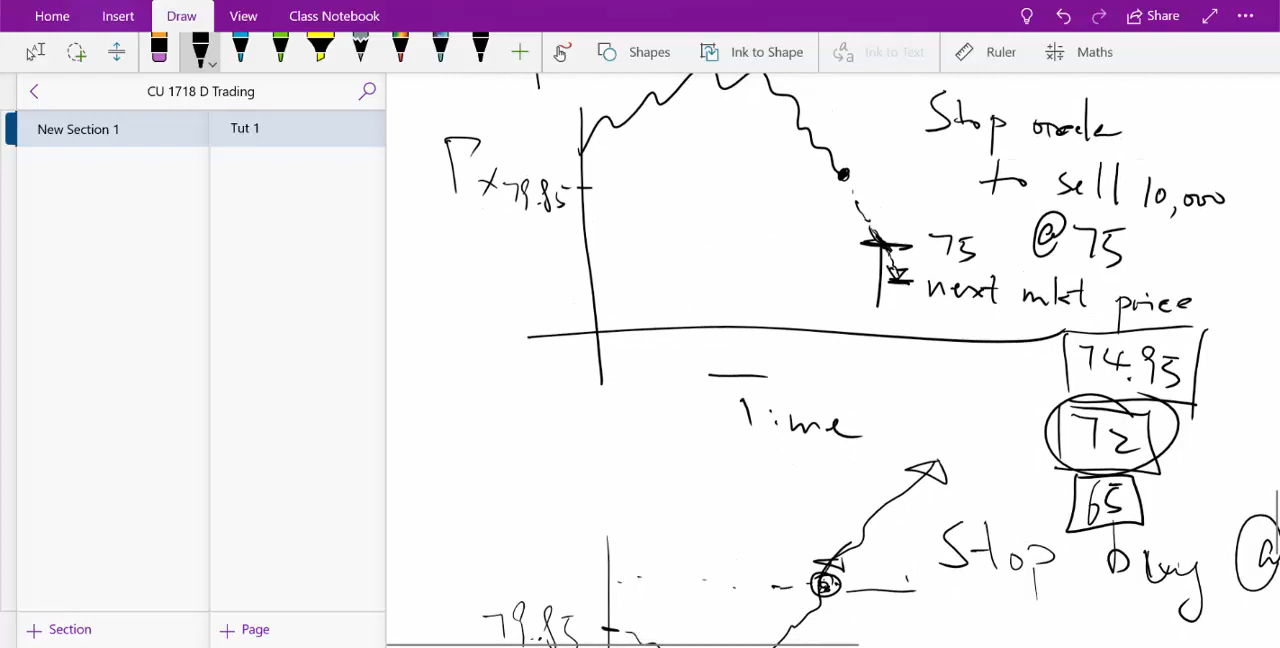 Home Insert Draw View Class Notebook Share
Shapes Ink to Shape Ink to Text Ruler Maths
CU 1718 D Trading
New Section 1 Tut 1
Stop
to sell 10,000
@ 75
Px
79.85
75
next mkt price
74.95
72
65
Time
Stop buy @
79.85
+ Section + Page